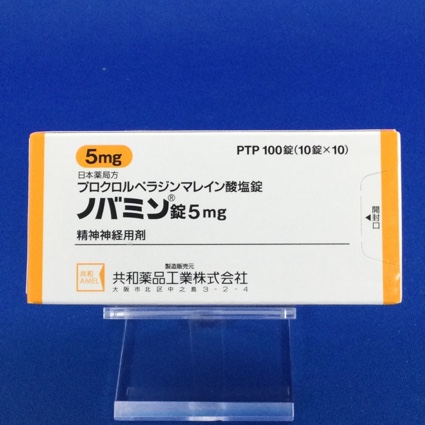 5mg
PTP 100錠(10錠×10)
日本薬局方
プロクロルペラジンマレイン酸塩錠
ノバミン®錠5mg
精神神経用剤
開封口
製造販売元
共和薬品工業株式会社
大阪市北区中之島3-2-4
共和
AMEL